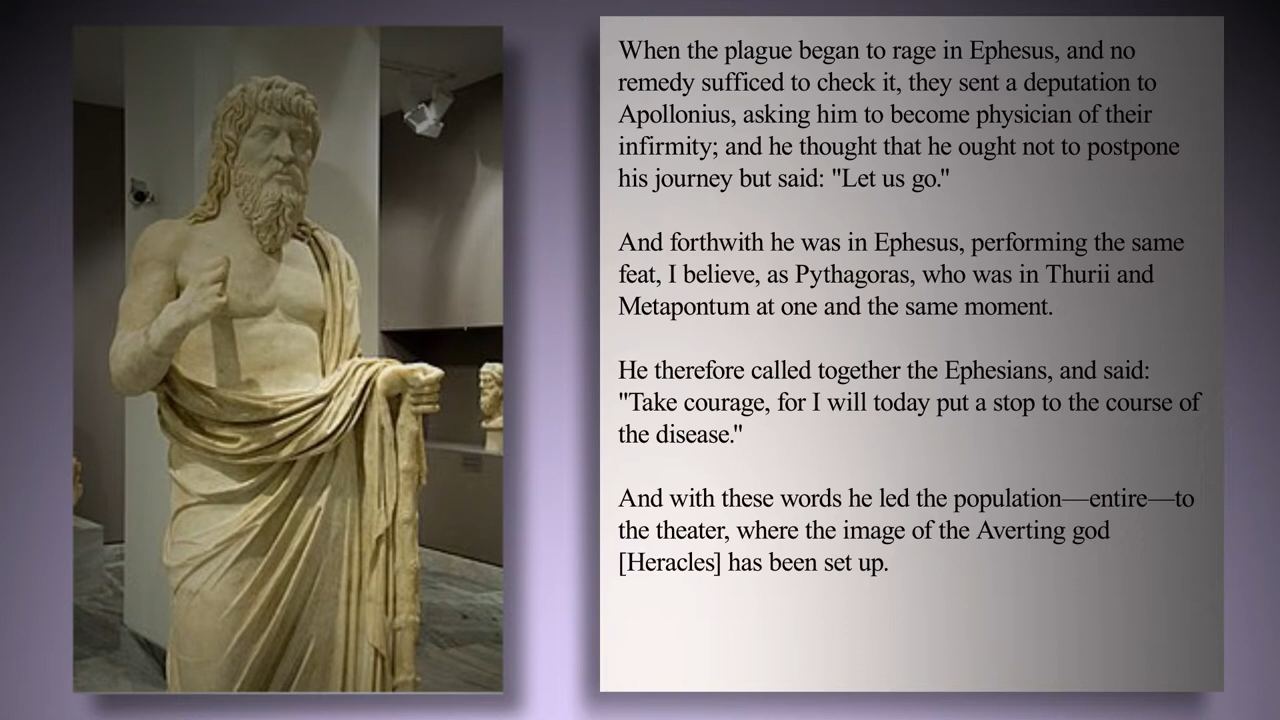 When the plague began to rage in Ephesus, and no
remedy sufficed to check it, they sent a deputation to
Apollonius, asking him to become physician of their
infirmity; and he thought that he ought not to postpone
his journey but said: "Let us go."
And forthwith he was in Ephesus, performing the same
feat, I believe, as Pythagoras, who was in Thurii and
Metapontum at one and the same moment.
He therefore called together the Ephesians, and said:
"Take courage, for I will today put a stop to the course of
the disease."
And with these words he led the population—entire—to
the theater, where the image of the Averting god
[Heracles] has been set up.